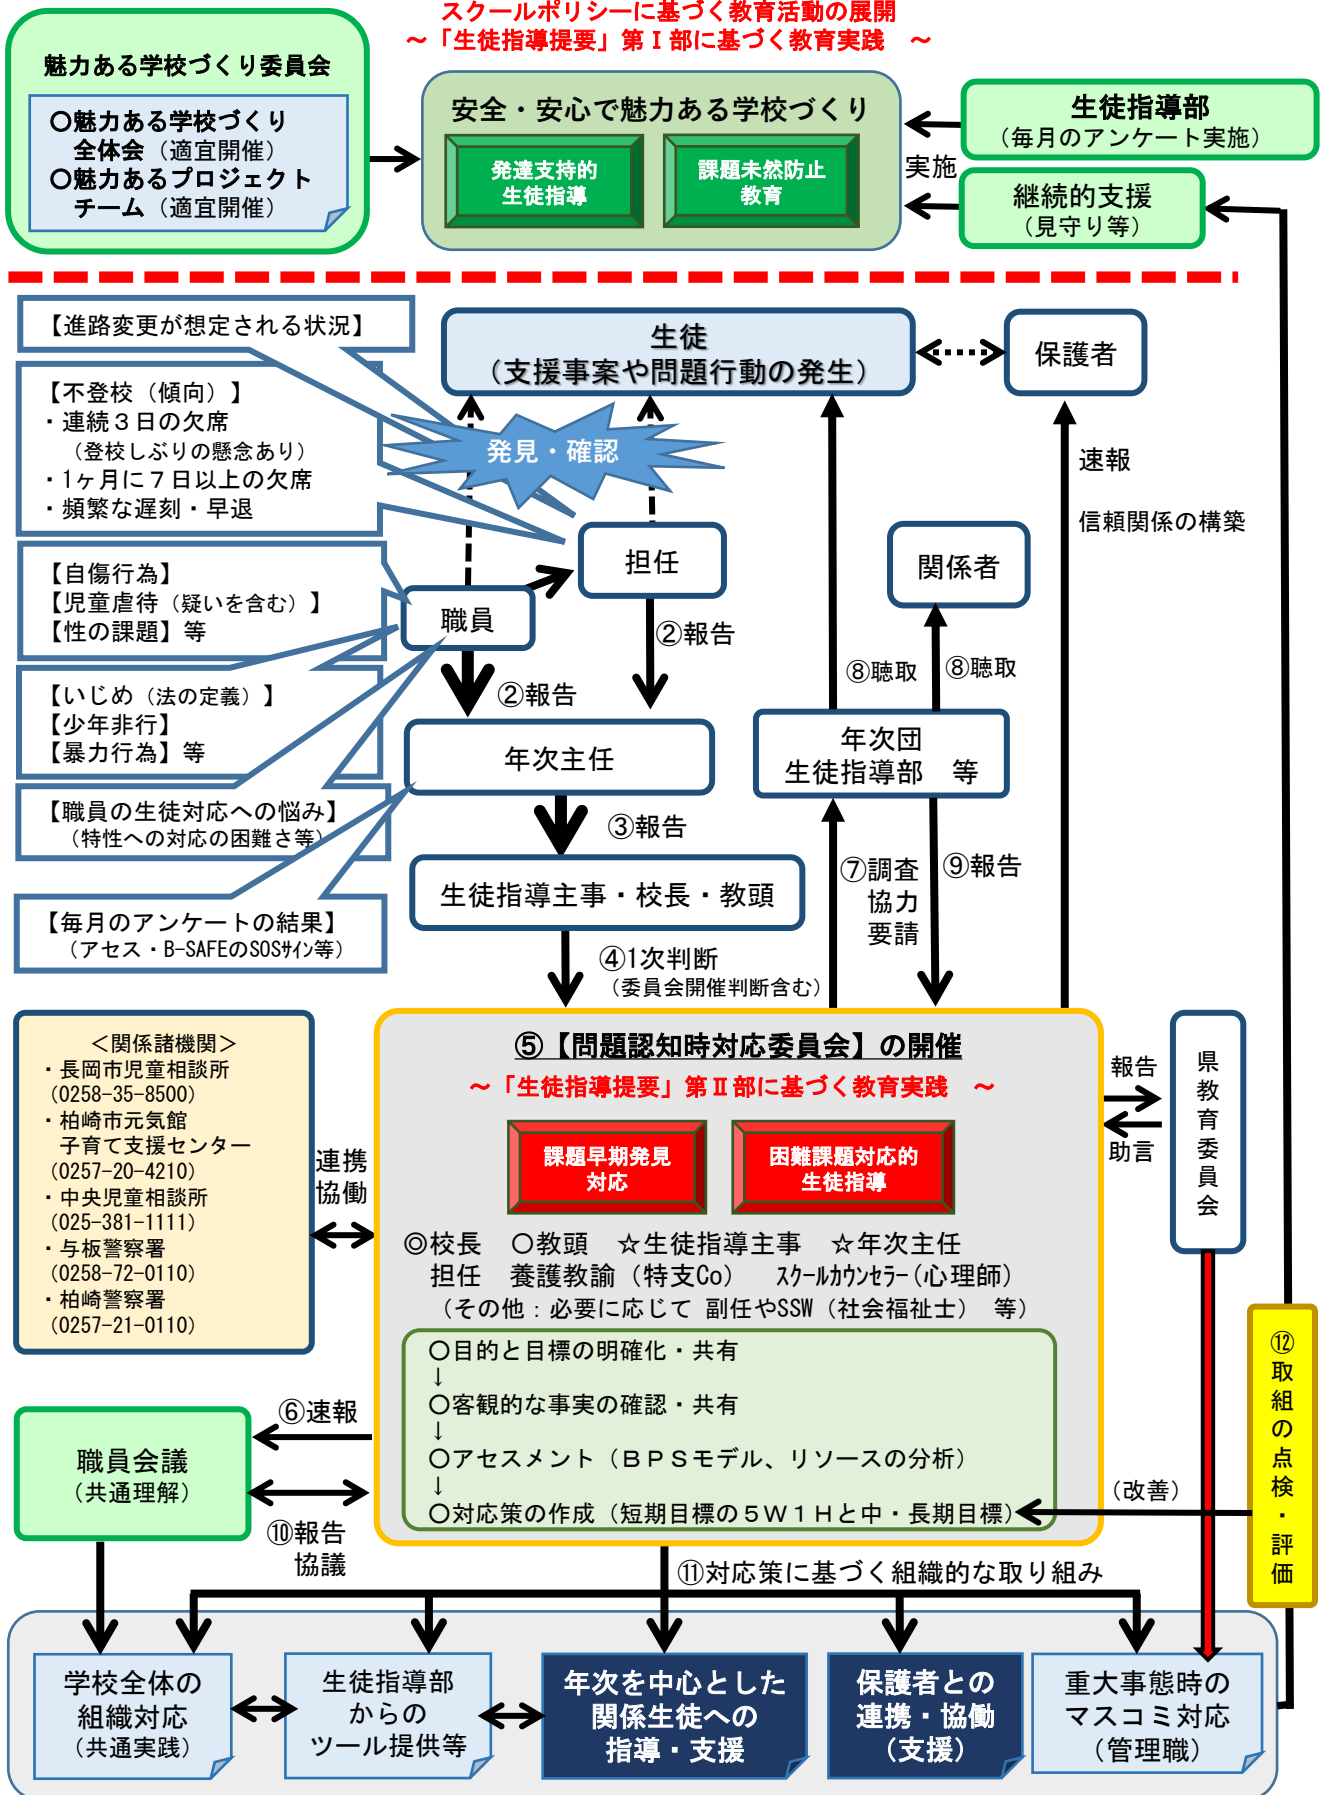 スクールポリシーに基づく教育活動の展開
～「生徒指導提要」第Ⅰ部に基づく教育実践　～
魅力ある学校づくり委員会
〇魅力ある学校づくり
全体会（適宜開催）
〇魅力あるプロジェクト
チーム（適宜開催）
安全・安心で魅力ある学校づくり
発達支持的
生徒指導
課題未然防止
教育
実施
生徒指導部
（毎月のアンケート実施）
継続的支援
（見守り等）
【進路変更が想定される状況】
【不登校（傾向）】
・連続３日の欠席
（登校しぶりの懸念あり）
・1ヶ月に７日以上の欠席
・頻繁な遅刻・早退
【自傷行為】
【児童虐待（疑いを含む）】
【性の課題】等
【いじめ（法の定義）】
【少年非行】
【暴力行為】等
【職員の生徒対応への悩み】
（特性への対応の困難さ等）
【毎月のアンケートの結果】
（アセス・B-SAFEのSOSｻｲﾝ等）
生徒
（支援事案や問題行動の発生）
保護者
発見・確認
担任
職員
②報告
②報告
年次主任
③報告
生徒指導主事・校長・教頭
④1次判断
（委員会開催判断含む）
関係者
⑧聴取
⑧聴取
年次団
生徒指導部　等
⑦調査
協力
要請
⑨報告
速報
信頼関係の構築
＜関係諸機関＞
・長岡市児童相談所
(0258-35-8500)
・柏崎市元気館
子育て支援センター
(0257-20-4210)
・中央児童相談所
(025-381-1111)
・与板警察署
(0258-72-0110)
・柏崎警察署
(0257-21-0110)
連携
協働
⑤【問題認知時対応委員会】の開催
～「生徒指導提要」第Ⅱ部に基づく教育実践　～
課題早期発見
対応
困難課題対応的
生徒指導
◎校長　〇教頭　☆生徒指導主事　☆年次主任
担任　養護教諭（特支Co）　ｽｸｰﾙｶｳﾝｾﾗｰ(心理師)
（その他：必要に応じて 副任やSSW（社会福祉士） 等）
〇目的と目標の明確化・共有
↓
〇客観的な事実の確認・共有
↓
〇アセスメント（ＢＰＳモデル、リソースの分析）
↓
〇対応策の作成（短期目標の５Ｗ１Ｈと中・長期目標）
報告
助言
県教育委員会
⑥速報
職員会議
（共通理解）
⑩報告
協議
（改善）
⑫取組の点検・評価
⑪対応策に基づく組織的な取り組み
学校全体の
組織対応
（共通実践）
生徒指導部
からの
ツール提供等
年次を中心とした
関係生徒への
指導・支援
保護者との
連携・協働
（支援）
重大事態時の
マスコミ対応
（管理職）